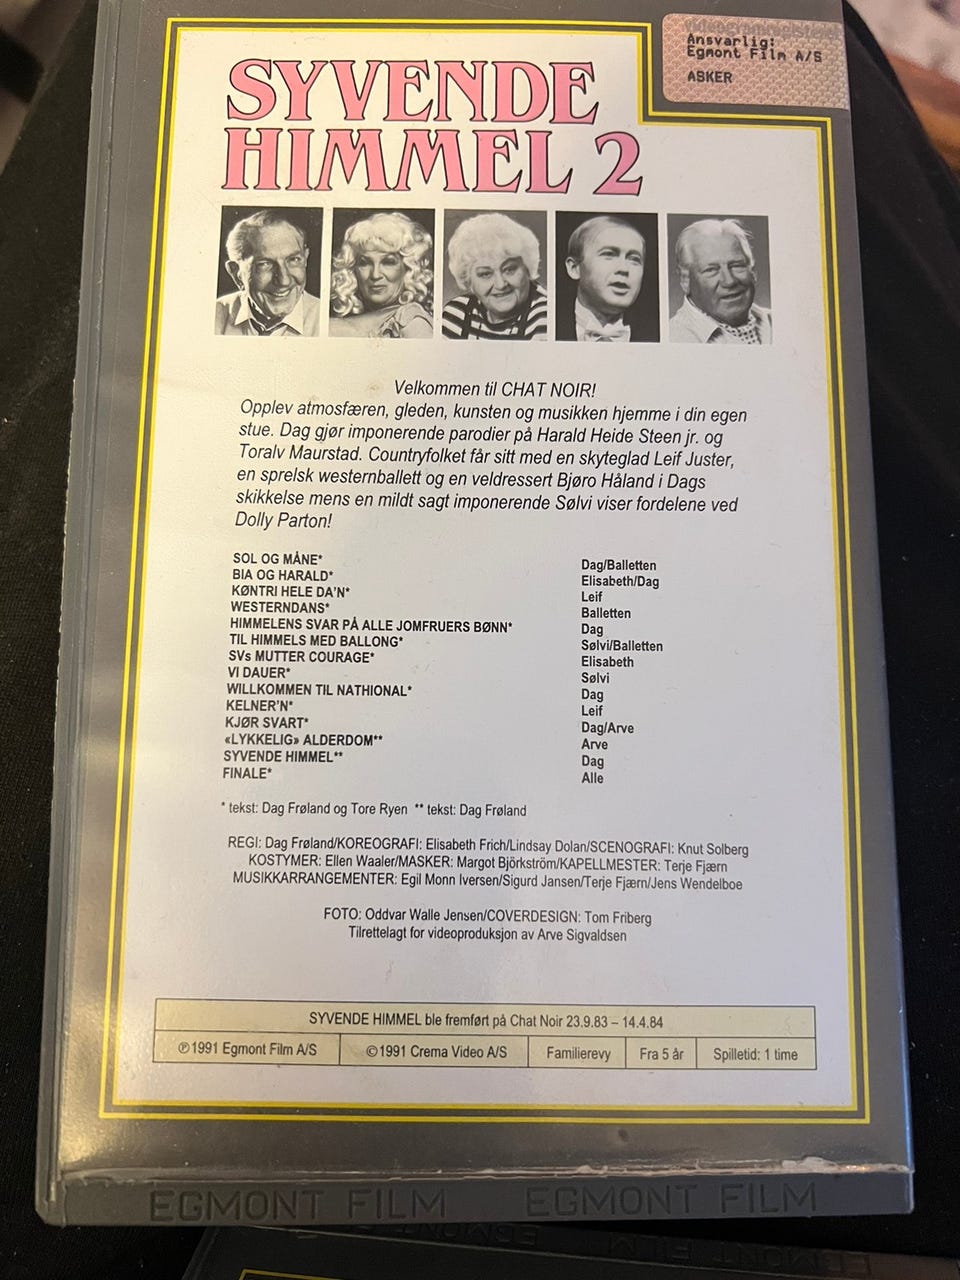 Ansvarlig:
Egmont Film A/S
ASKER
SYVENDE
HIMMEL 2
Velkommen til CHAT NOIR!
Opplev atmosfæren, gleden, kunsten og musikken hjemme i din egen
stue. Dag gjør imponerende parodier på Harald Heide Steen jr. og
Toralv Maurstad. Countryfolket får sitt med en skyteglad Leif Juster,
en sprelsk westernballett og en veldressert Bjøro Håland i Dags
skikkelse mens en mildt sagt imponerende Sølvi viser fordelene ved
Dolly Parton!
SOL OG MÅNE* Dag/Balletten
BIA OG HARALD* Elisabeth/Dag
KØNTRI HELE DA'N* Leif
WESTERNDANS* Balletten
HIMMELENS SVAR PÅ ALLE JOMFRUERS BØNN* Dag
TIL HIMMELS MED BALLONG* Sølvi/Balletten
SVs MUTTER COURAGE* Elisabeth
VI DAUER* Sølvi
WILLKOMMEN TIL NATHIONAL* Dag
KELNER'N* Leif
KJØR SVART* Dag/Arve
«LYKKELIG» ALDERDOM** Arve
SYVENDE HIMMEL** Dag
FINALE* Alle
* tekst: Dag Frøland og Tore Ryen ** tekst: Dag Frøland
REGI: Dag Frøland/KOREOGRAFI: Elisabeth Frich/Lindsay Dolan/SCENOGRAFI: Knut Solberg
KOSTYMER: Ellen Waaler/MASKER: Margot Björkström/KAPELLMESTER: Terje Fjærn
MUSIKKARRANGEMENTER: Egil Monn Iversen/Sigurd Jansen/Terje Fjærn/Jens Wendelboe
FOTO: Oddvar Walle Jensen/COVERDESIGN: Tom Friberg
Tilrettelagt for videoproduksjon av Arve Sigvaldsen
SYVENDE HIMMEL ble fremført på Chat Noir 23.9.83 – 14.4.84
℗1991 Egmont Film A/S ©1991 Crema Video A/S Familierevy Fra 5 år Spilletid: 1 time
EGMONT FILM EGMONT FILM
EGMONT FILM EGMONT FILM